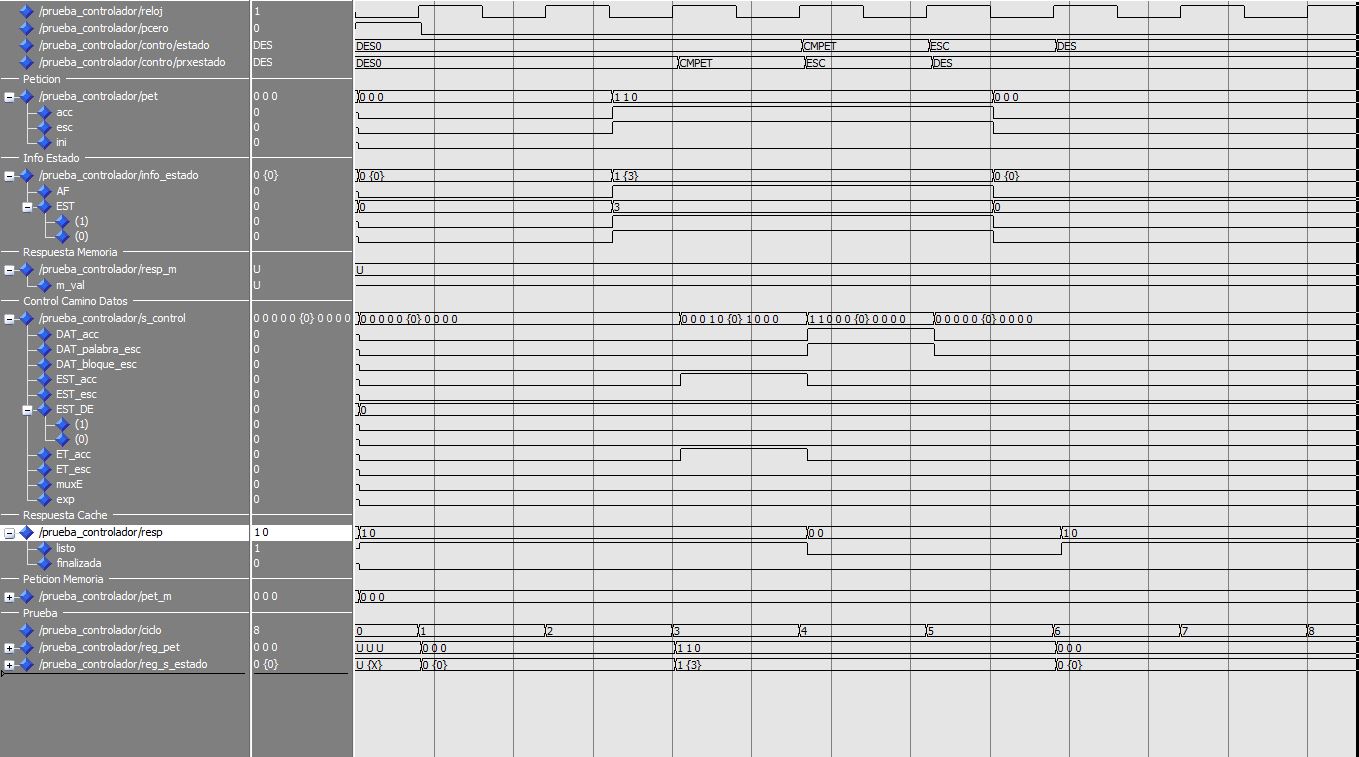 /prueba_controlador/reloj 1
/prueba_controlador/pcero 0
/prueba_controlador/contro/estado DES DES0 CMPET ESC DES
/prueba_controlador/contro/prxestado DES DES0 CMPET ESC DES
Peticion
/prueba_controlador/pet 0 0 0 0 0 0 1 1 0 0 0 0
acc 0
esc 0
ini 0
Info Estado
/prueba_controlador/info_estado 0 {0} 0 {0} 1 {3} 0 {0}
AF 0
EST 0 0 3 0
(1) 0
(0) 0
Respuesta Memoria
/prueba_controlador/resp_m U U
m_val U
Control Camino Datos
/prueba_controlador/s_control 0 0 0 0 0 {0} 0 0 0 0 0 0 0 0 0 {0} 0 0 0 0 0 0 0 1 0 {0} 1 0 0 0 1 1 0 0 0 {0} 0 0 0 0 0 0 0 0 0 {0} 0 0 0 0
DAT_acc 0
DAT_palabra_esc 0
DAT_bloque_esc 0
EST_acc 0
EST_esc 0
EST_DE 0 0
(1) 0
(0) 0
ET_acc 0
ET_esc 0
muxE 0
exp 0
Respuesta Cache
/prueba_controlador/resp 1 0 1 0 0 0 1 0
listo 1
finalizada 0
Peticion Memoria
/prueba_controlador/pet_m 0 0 0 0 0 0
Prueba
/prueba_controlador/ciclo 8 0 1 2 3 4 5 6 7 8
/prueba_controlador/reg_pet 0 0 0 U U U 0 0 0 1 1 0 0 0 0
/prueba_controlador/reg_s_estado 0 {0} U {X} 0 {0} 1 {3} 0 {0}